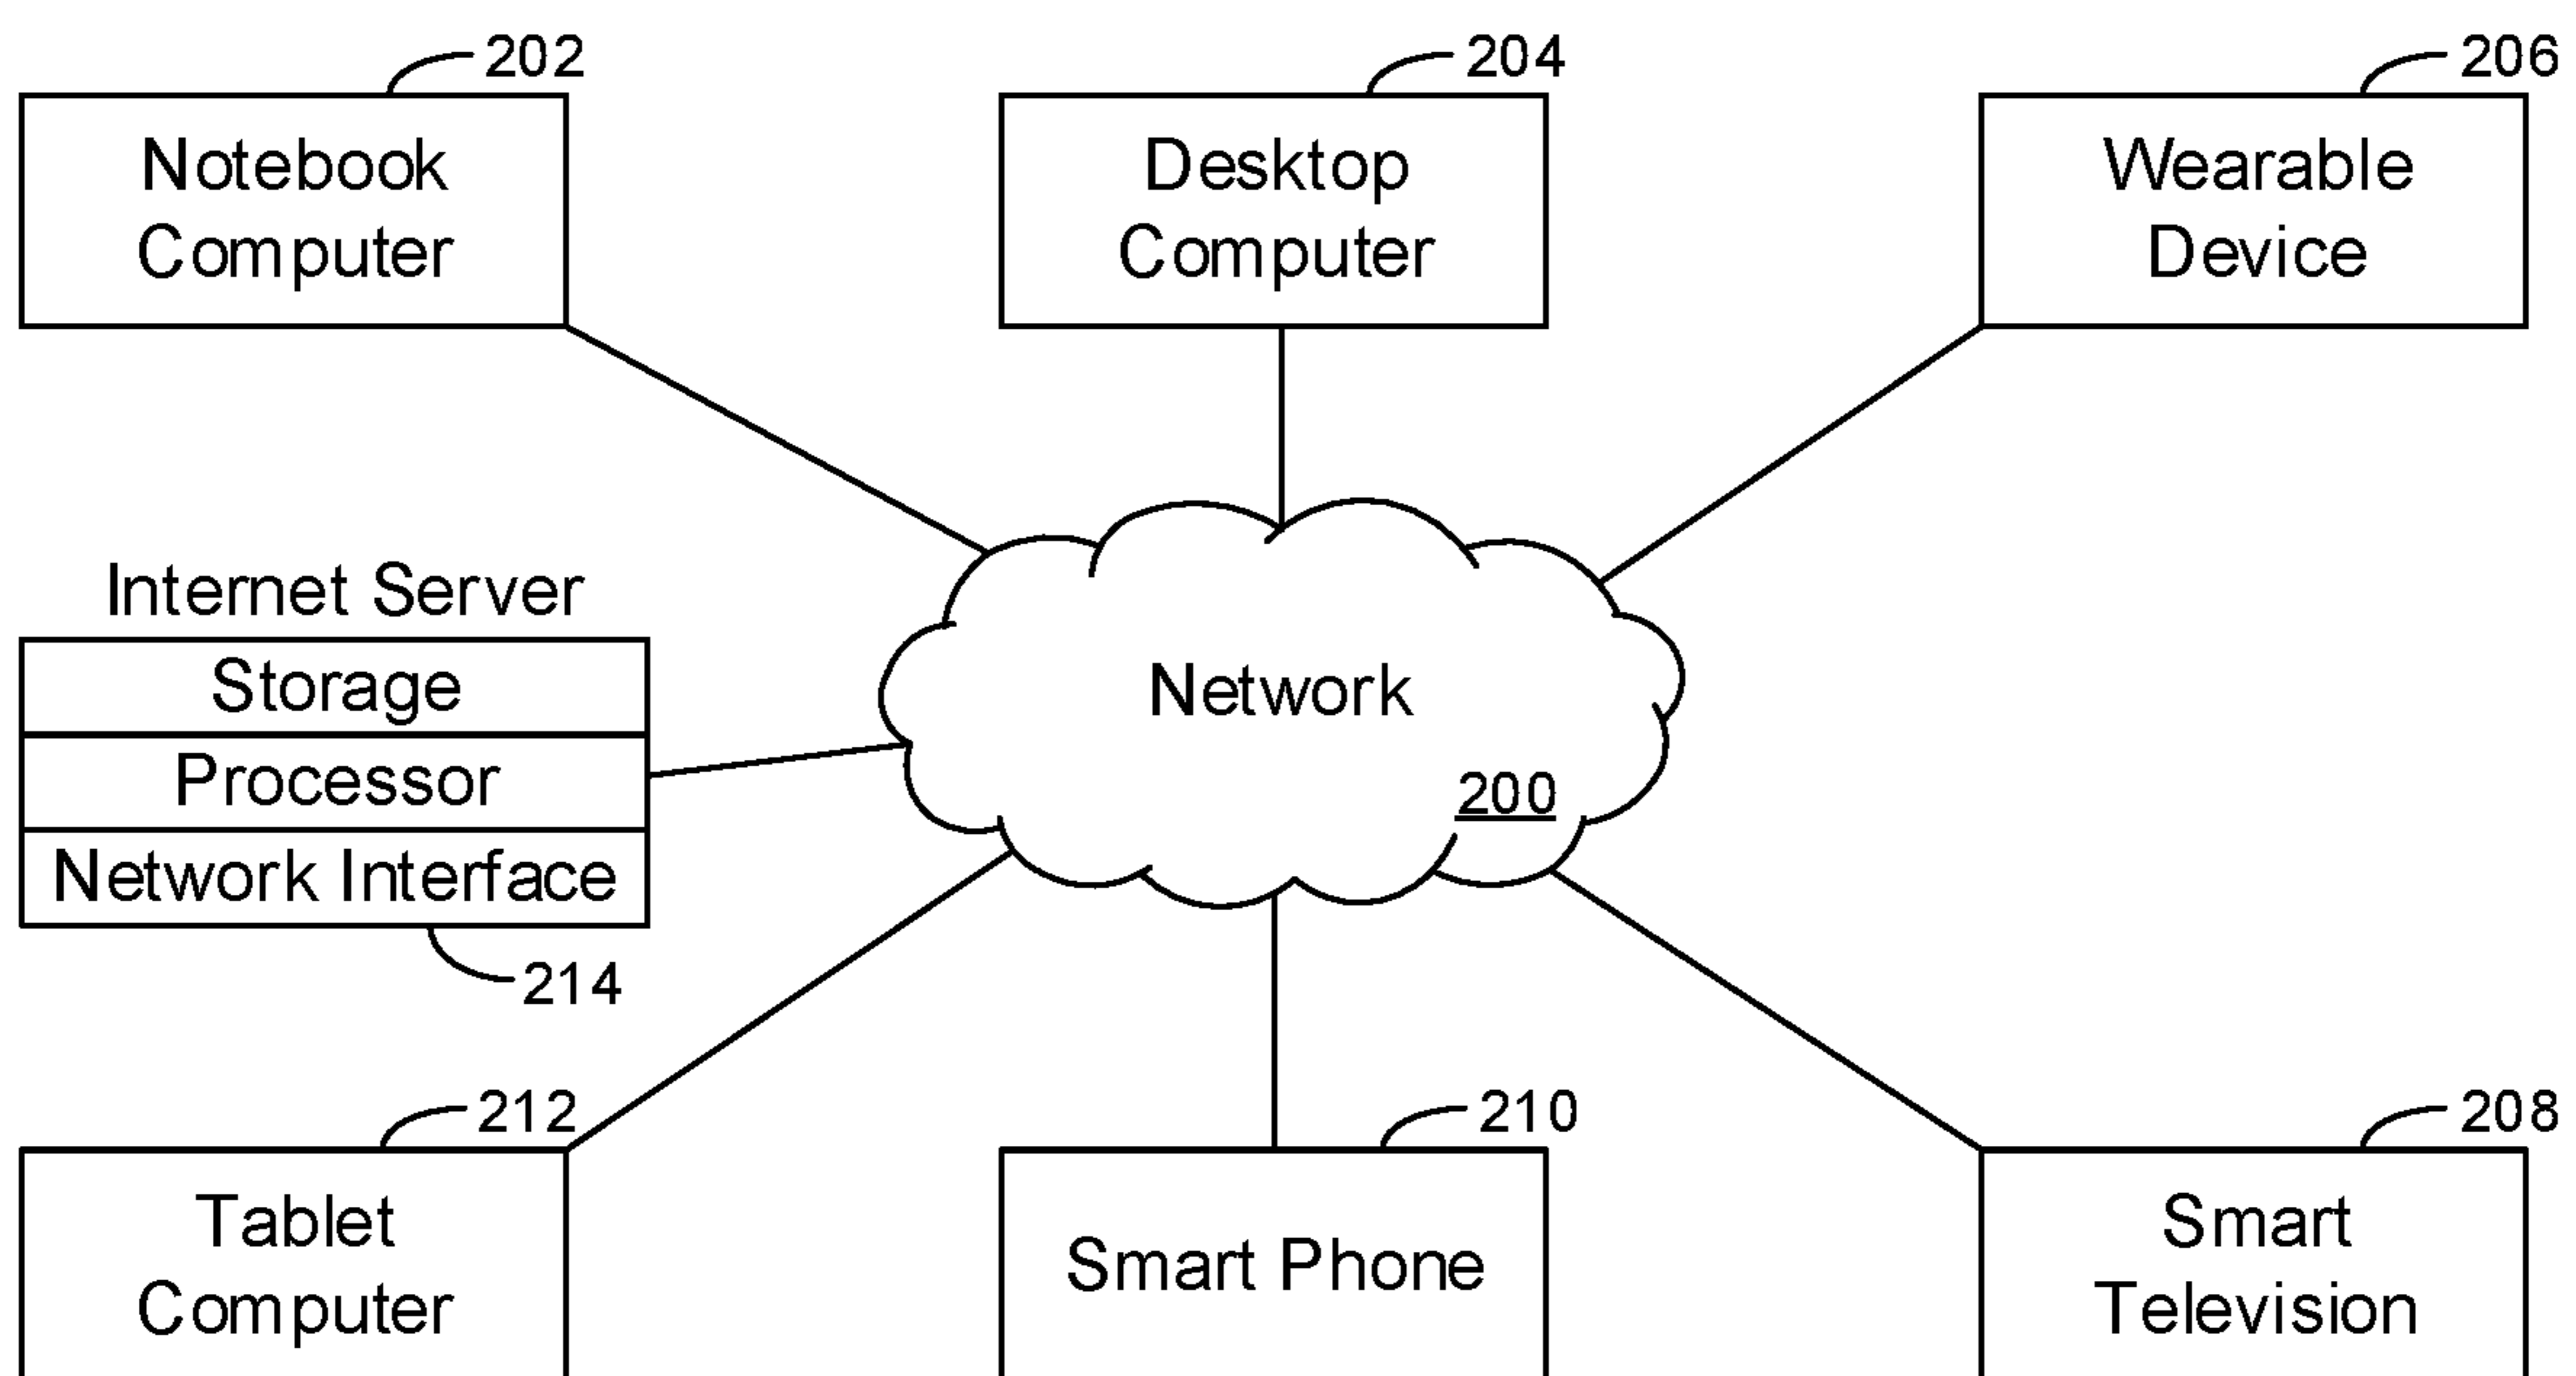 202
204
206
Notebook
Computer
Desktop
Computer
Wearable
Device
Internet Server
Storage
Processor
Network Interface
214
Network
200
212
210
208
Tablet
Computer
Smart Phone
Smart
Television